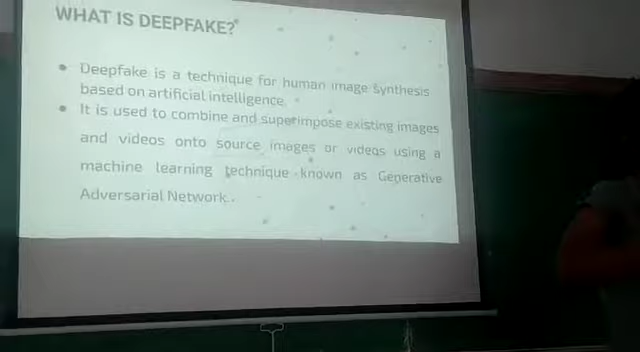 WHAT IS DEEPFAKE?
• Deepfake is a technique for human image synthesis
based on artificial intelligence.
• It is used to combine and superimpose existing images
and videos onto source images or videos using a
machine learning technique known as Generative
Adversarial Network.